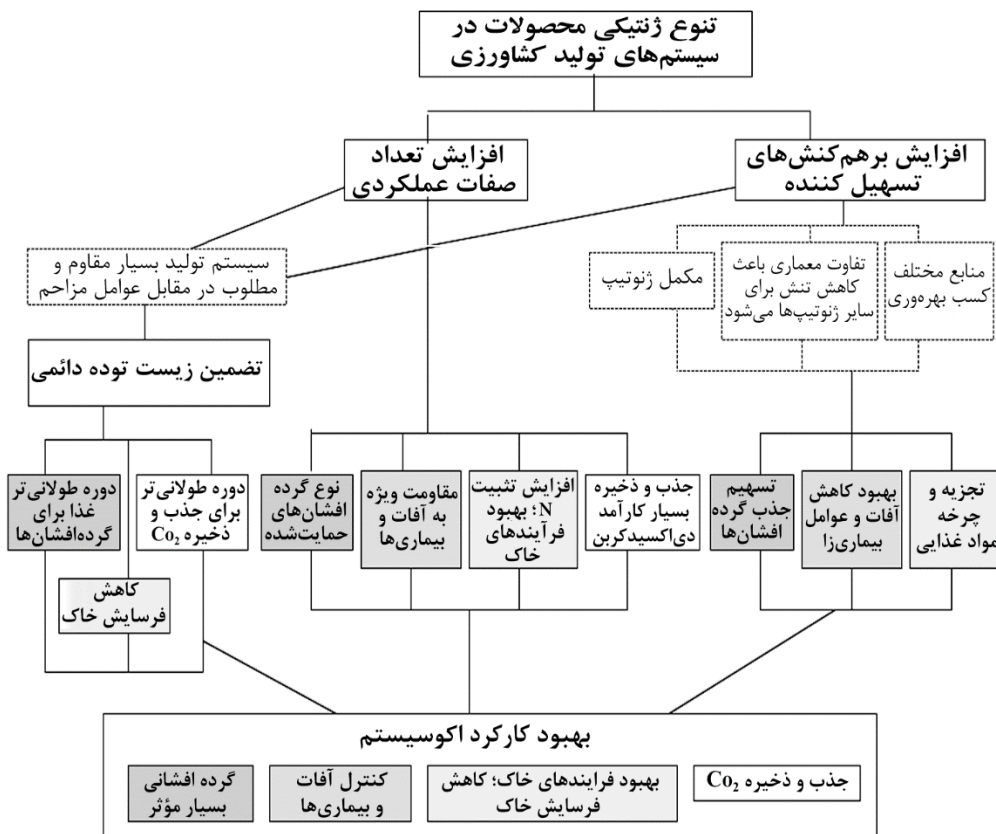 تنوع ژنتیکی محصولات در
سیستم‌های تولید کشاورزی
افزایش برهم‌کنش‌های
تسهیل کننده
افزایش تعداد
صفات عملکردی
منابع مختلف
کسب بهره‌وری
تفاوت معماری باعث
کاهش تنش برای
سایر ژنوتیپ‌ها می‌شود
مکمل ژنوتیپ
سیستم تولید بسیار مقاوم و
مطلوب در مقابل عوامل مزاحم
تضمین زیست توده دائمی
تجزیه و
چرخه
مواد غذایی
بهبود کاهش
آفات و عوامل
بیماری‌زا
تسهیم
جذب گرده
افشان‌ها
جذب و ذخیره
بسیار کارآمد
دی‌اکسیدکربن
افزایش تثبیت
N؛ بهبود
فرآیندهای
خاک
مقاومت ویژه
به آفات و
بیماری‌ها
نوع گرده
افشان‌های
حمایت‌شده
دوره طولانی‌تر
برای جذب و
ذخیره Co₂
دوره طولانی‌تر
غذا برای
گرده‌افشان‌ها
کاهش
فرسایش خاک
بهبود کارکرد اکوسیستم
جذب و ذخیره Co₂
بهبود فرایندهای خاک؛ کاهش
فرسایش خاک
کنترل آفات
و بیماری‌ها
گرده افشانی
بسیار مؤثر